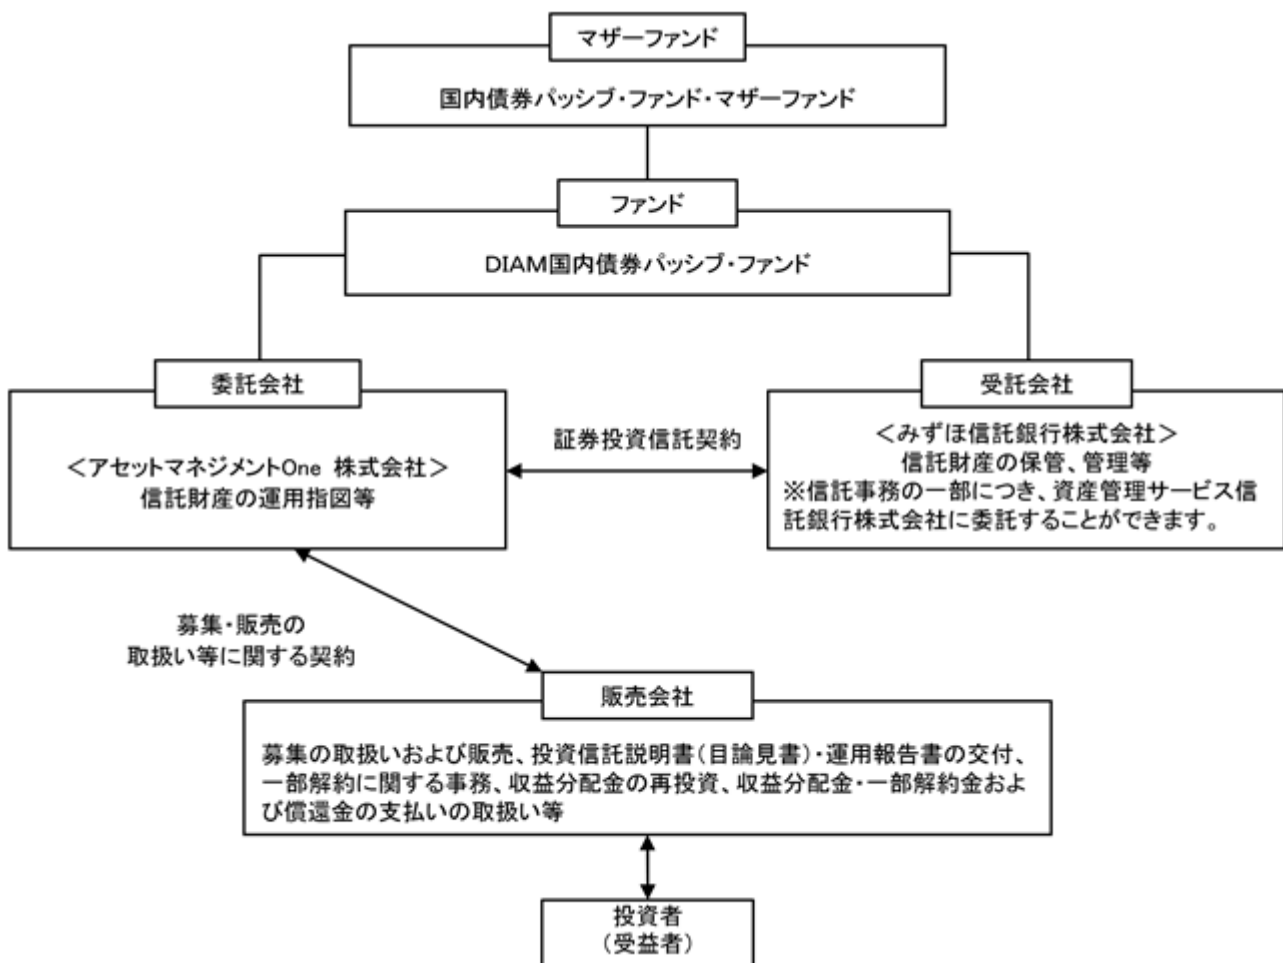 マザーファンド
国内債券パッシブ・ファンド・マザーファンド
ファンド
DIAM国内債券パッシブ・ファンド
委託会社
＜アセットマネジメントOne 株式会社＞
信託財産の運用指図等
証券投資信託契約
受託会社
＜みずほ信託銀行株式会社＞
信託財産の保管、管理等
※信託事務の一部につき、資産管理サービス信
託銀行株式会社に委託することができます。
募集・販売の
取扱い等に関する契約
販売会社
募集の取扱いおよび販売、投資信託説明書（目論見書）・運用報告書の交付、
一部解約に関する事務、収益分配金の再投資、収益分配金・一部解約金およ
び償還金の支払いの取扱い等
投資者
（受益者）